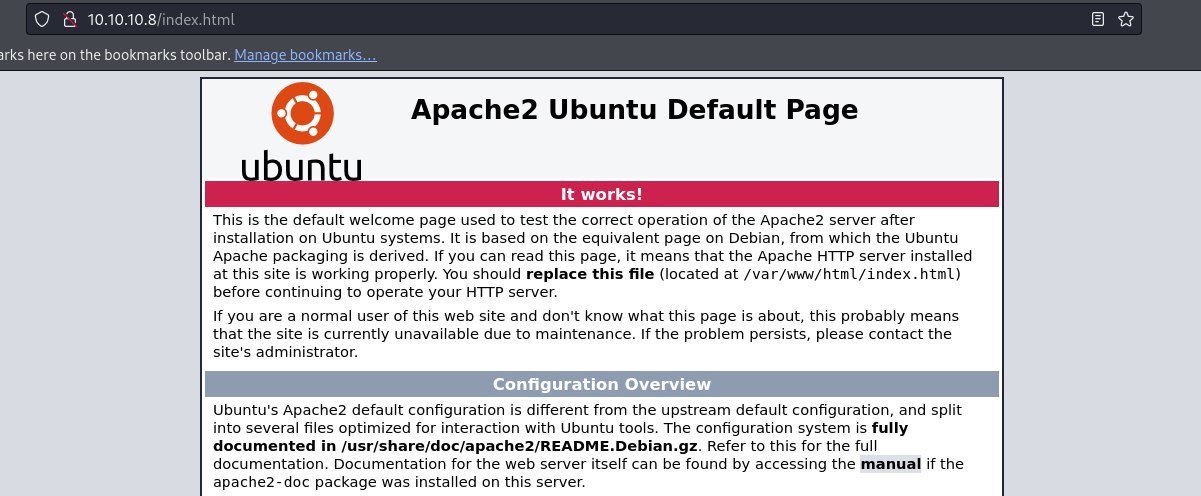 10.10.10.8/index.html
arks here on the bookmarks toolbar. Manage bookmarks...
Apache2 Ubuntu Default Page
ubuntu
It works!
This is the default welcome page used to test the correct operation of the Apache2 server after
installation on Ubuntu systems. It is based on the equivalent page on Debian, from which the Ubuntu
Apache packaging is derived. If you can read this page, it means that the Apache HTTP server installed
at this site is working properly. You should replace this file (located at /var/www/html/index.html)
before continuing to operate your HTTP server.
If you are a normal user of this web site and don't know what this page is about, this probably means
that the site is currently unavailable due to maintenance. If the problem persists, please contact the
site's administrator.
Configuration Overview
Ubuntu's Apache2 default configuration is different from the upstream default configuration, and split
into several files optimized for interaction with Ubuntu tools. The configuration system is fully
documented in /usr/share/doc/apache2/README.Debian.gz. Refer to this for the full
documentation. Documentation for the web server itself can be found by accessing the manual if the
apache2-doc package was installed on this server.